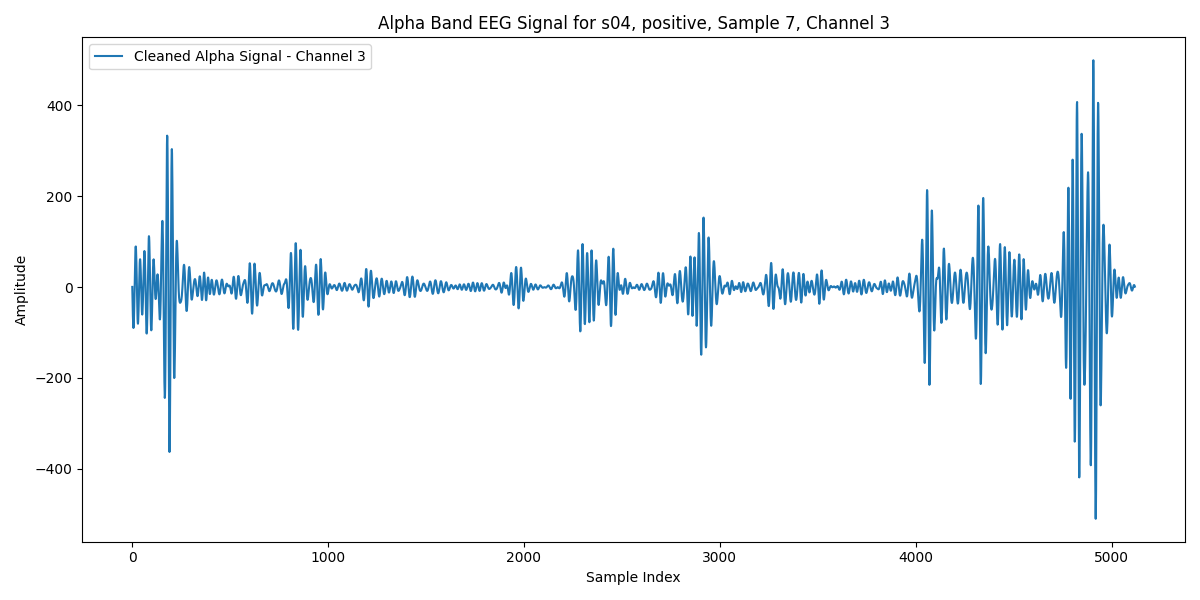 Alpha Band EEG Signal for s04, positive, Sample 7, Channel 3
Cleaned Alpha Signal - Channel 3
Amplitude
400
200
0
−200
−400
0 1000 2000 3000 4000 5000
Sample Index